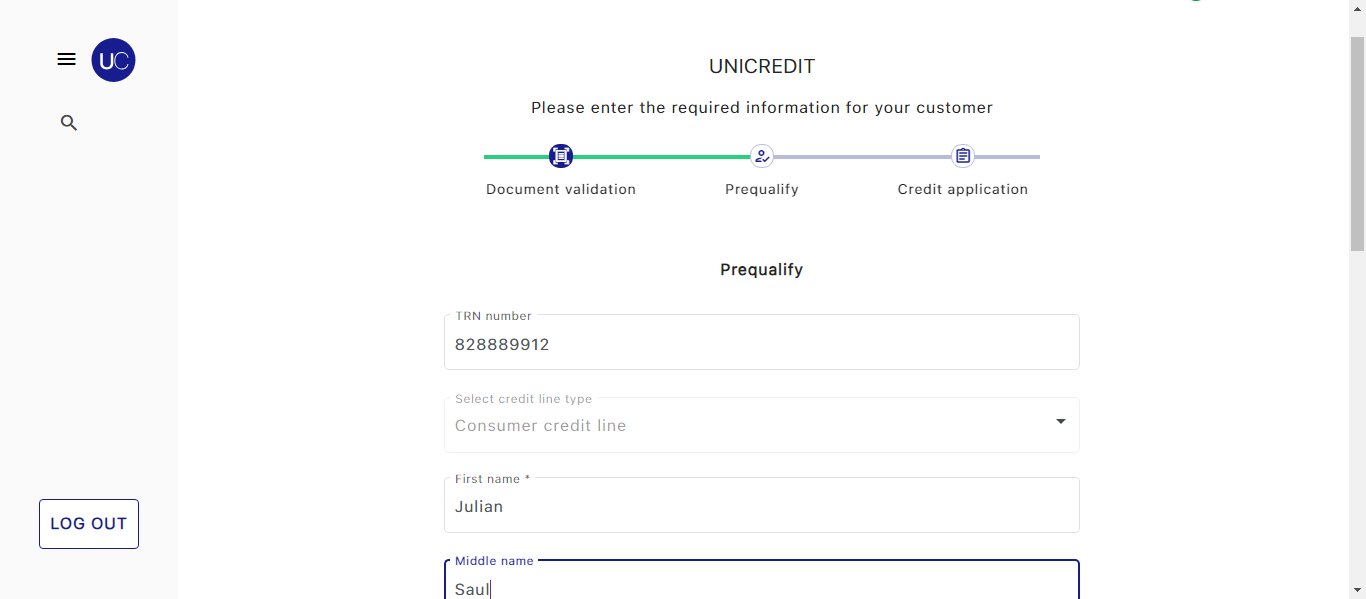 UC
UNICREDIT
Please enter the required information for your customer
Document validation
Prequalify
Credit application
Prequalify
TRN number
828889912
Select credit line type
Consumer credit line
First name *
Julian
Middle name
Saul
LOG OUT